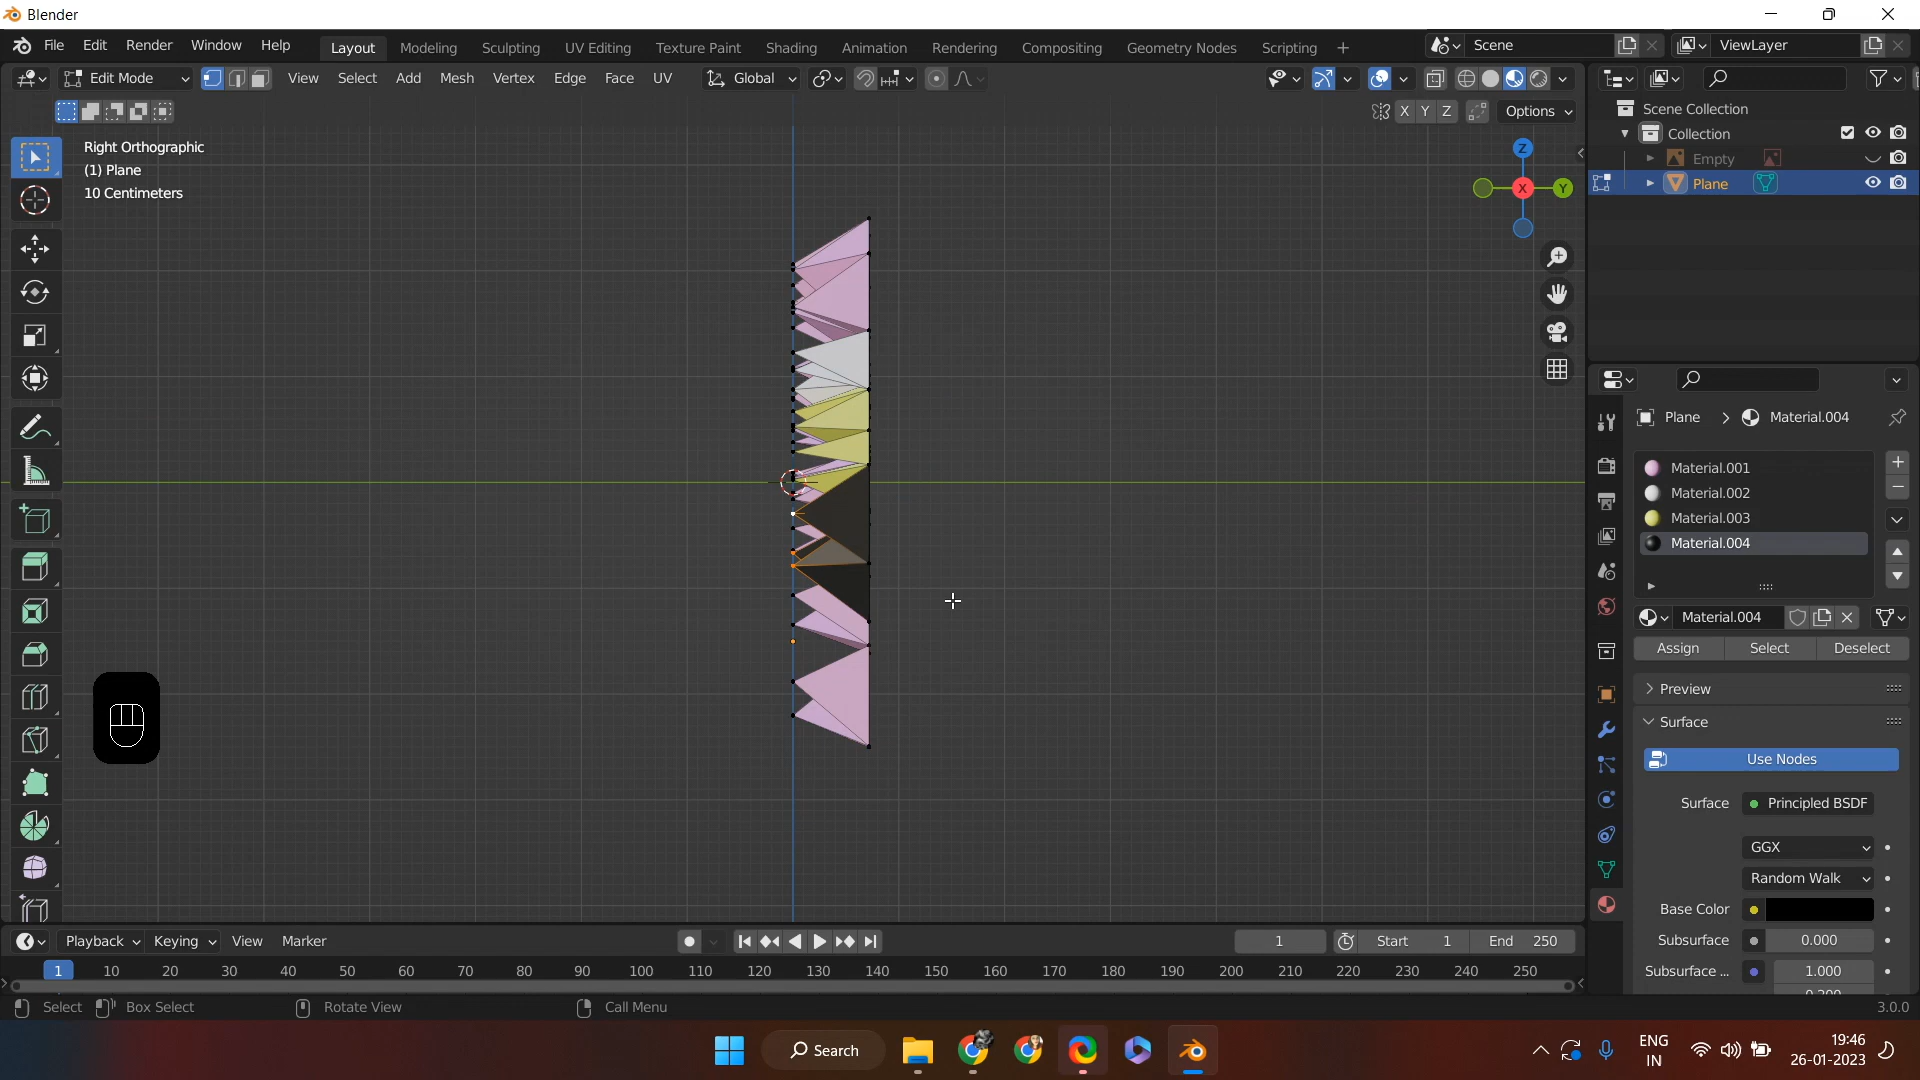 Blender
File Edit Render Window Help Layout Modeling Sculpting UV Editing Texture Paint Shading Animation Rendering Compositing Geometry Nodes Scripting + Scene ViewLayer
Edit Mode View Select Add Mesh Vertex Edge Face UV Global
X Y Z Options
Right Orthographic
(1) Plane
10 Centimeters
Z
X Y
Scene Collection
Collection
Empty
Plane
Plane > Material.004
Material.001
Material.002
Material.003
Material.004
Material.004
Assign Select Deselect
Preview
Surface
Use Nodes
Surface Principled BSDF
GGX
Random Walk
Base Color
Subsurface 0.000
Subsurface ... 1.000
Playback Keying View Marker 1 Start 1 End 250
1 10 20 30 40 50 60 70 80 90 100 110 120 130 140 150 160 170 180 190 200 210 220 230 240 250
Select Box Select Rotate View Call Menu 3.0.0
Search
ENG
IN
19:46
26-01-2023